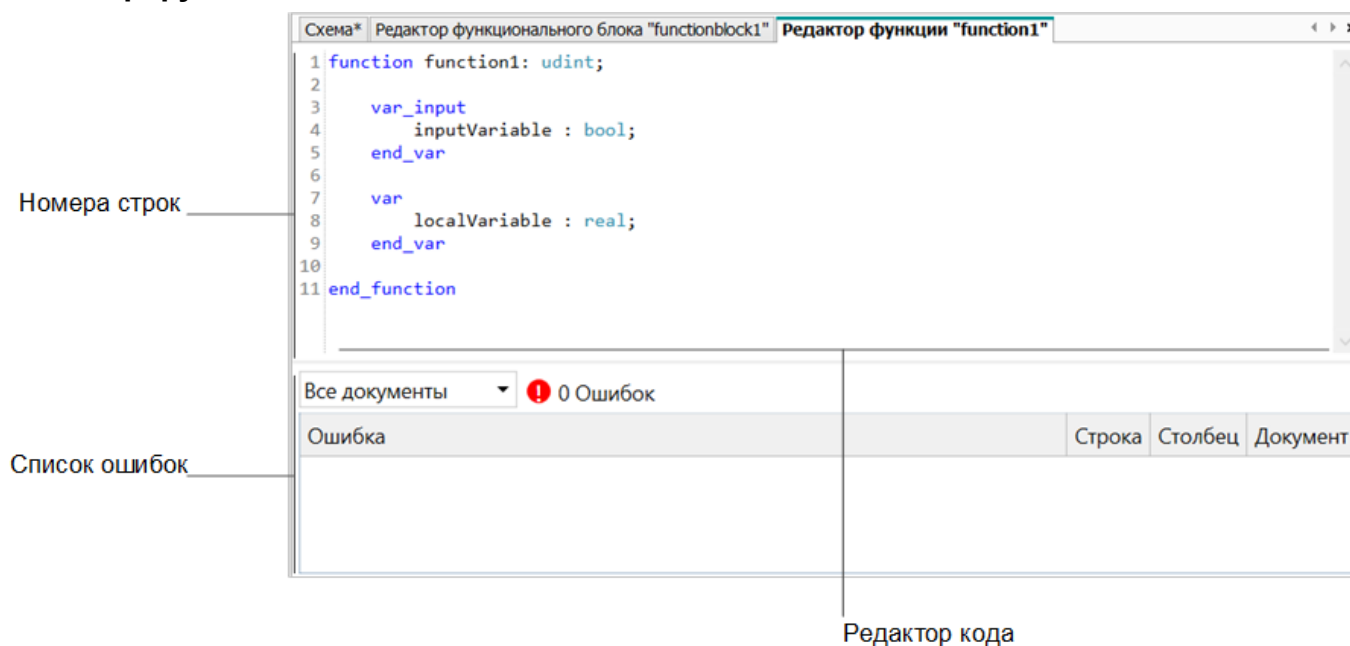 Схема* Редактор функционального блока "functionblock1" Редактор функции "function1"
1 function function1: udint;
2
3 var_input
4 inputVariable : bool;
5 end_var
6
7 var
8 localVariable : real;
9 end_var
10
11 end_function
Номера строк
Все документы 0 Ошибок
Ошибка Строка Столбец Документ
Список ошибок
Редактор кода